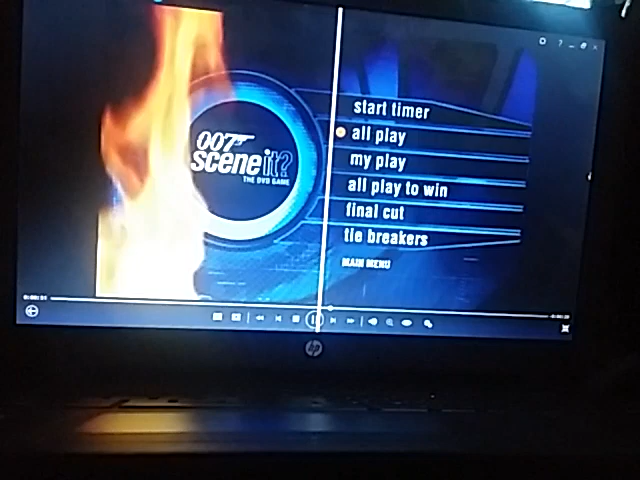 007
scene it?
THE DVD GAME
start timer
all play
my play
all play to win
final cut
tie breakers
MAIN MENU
hp